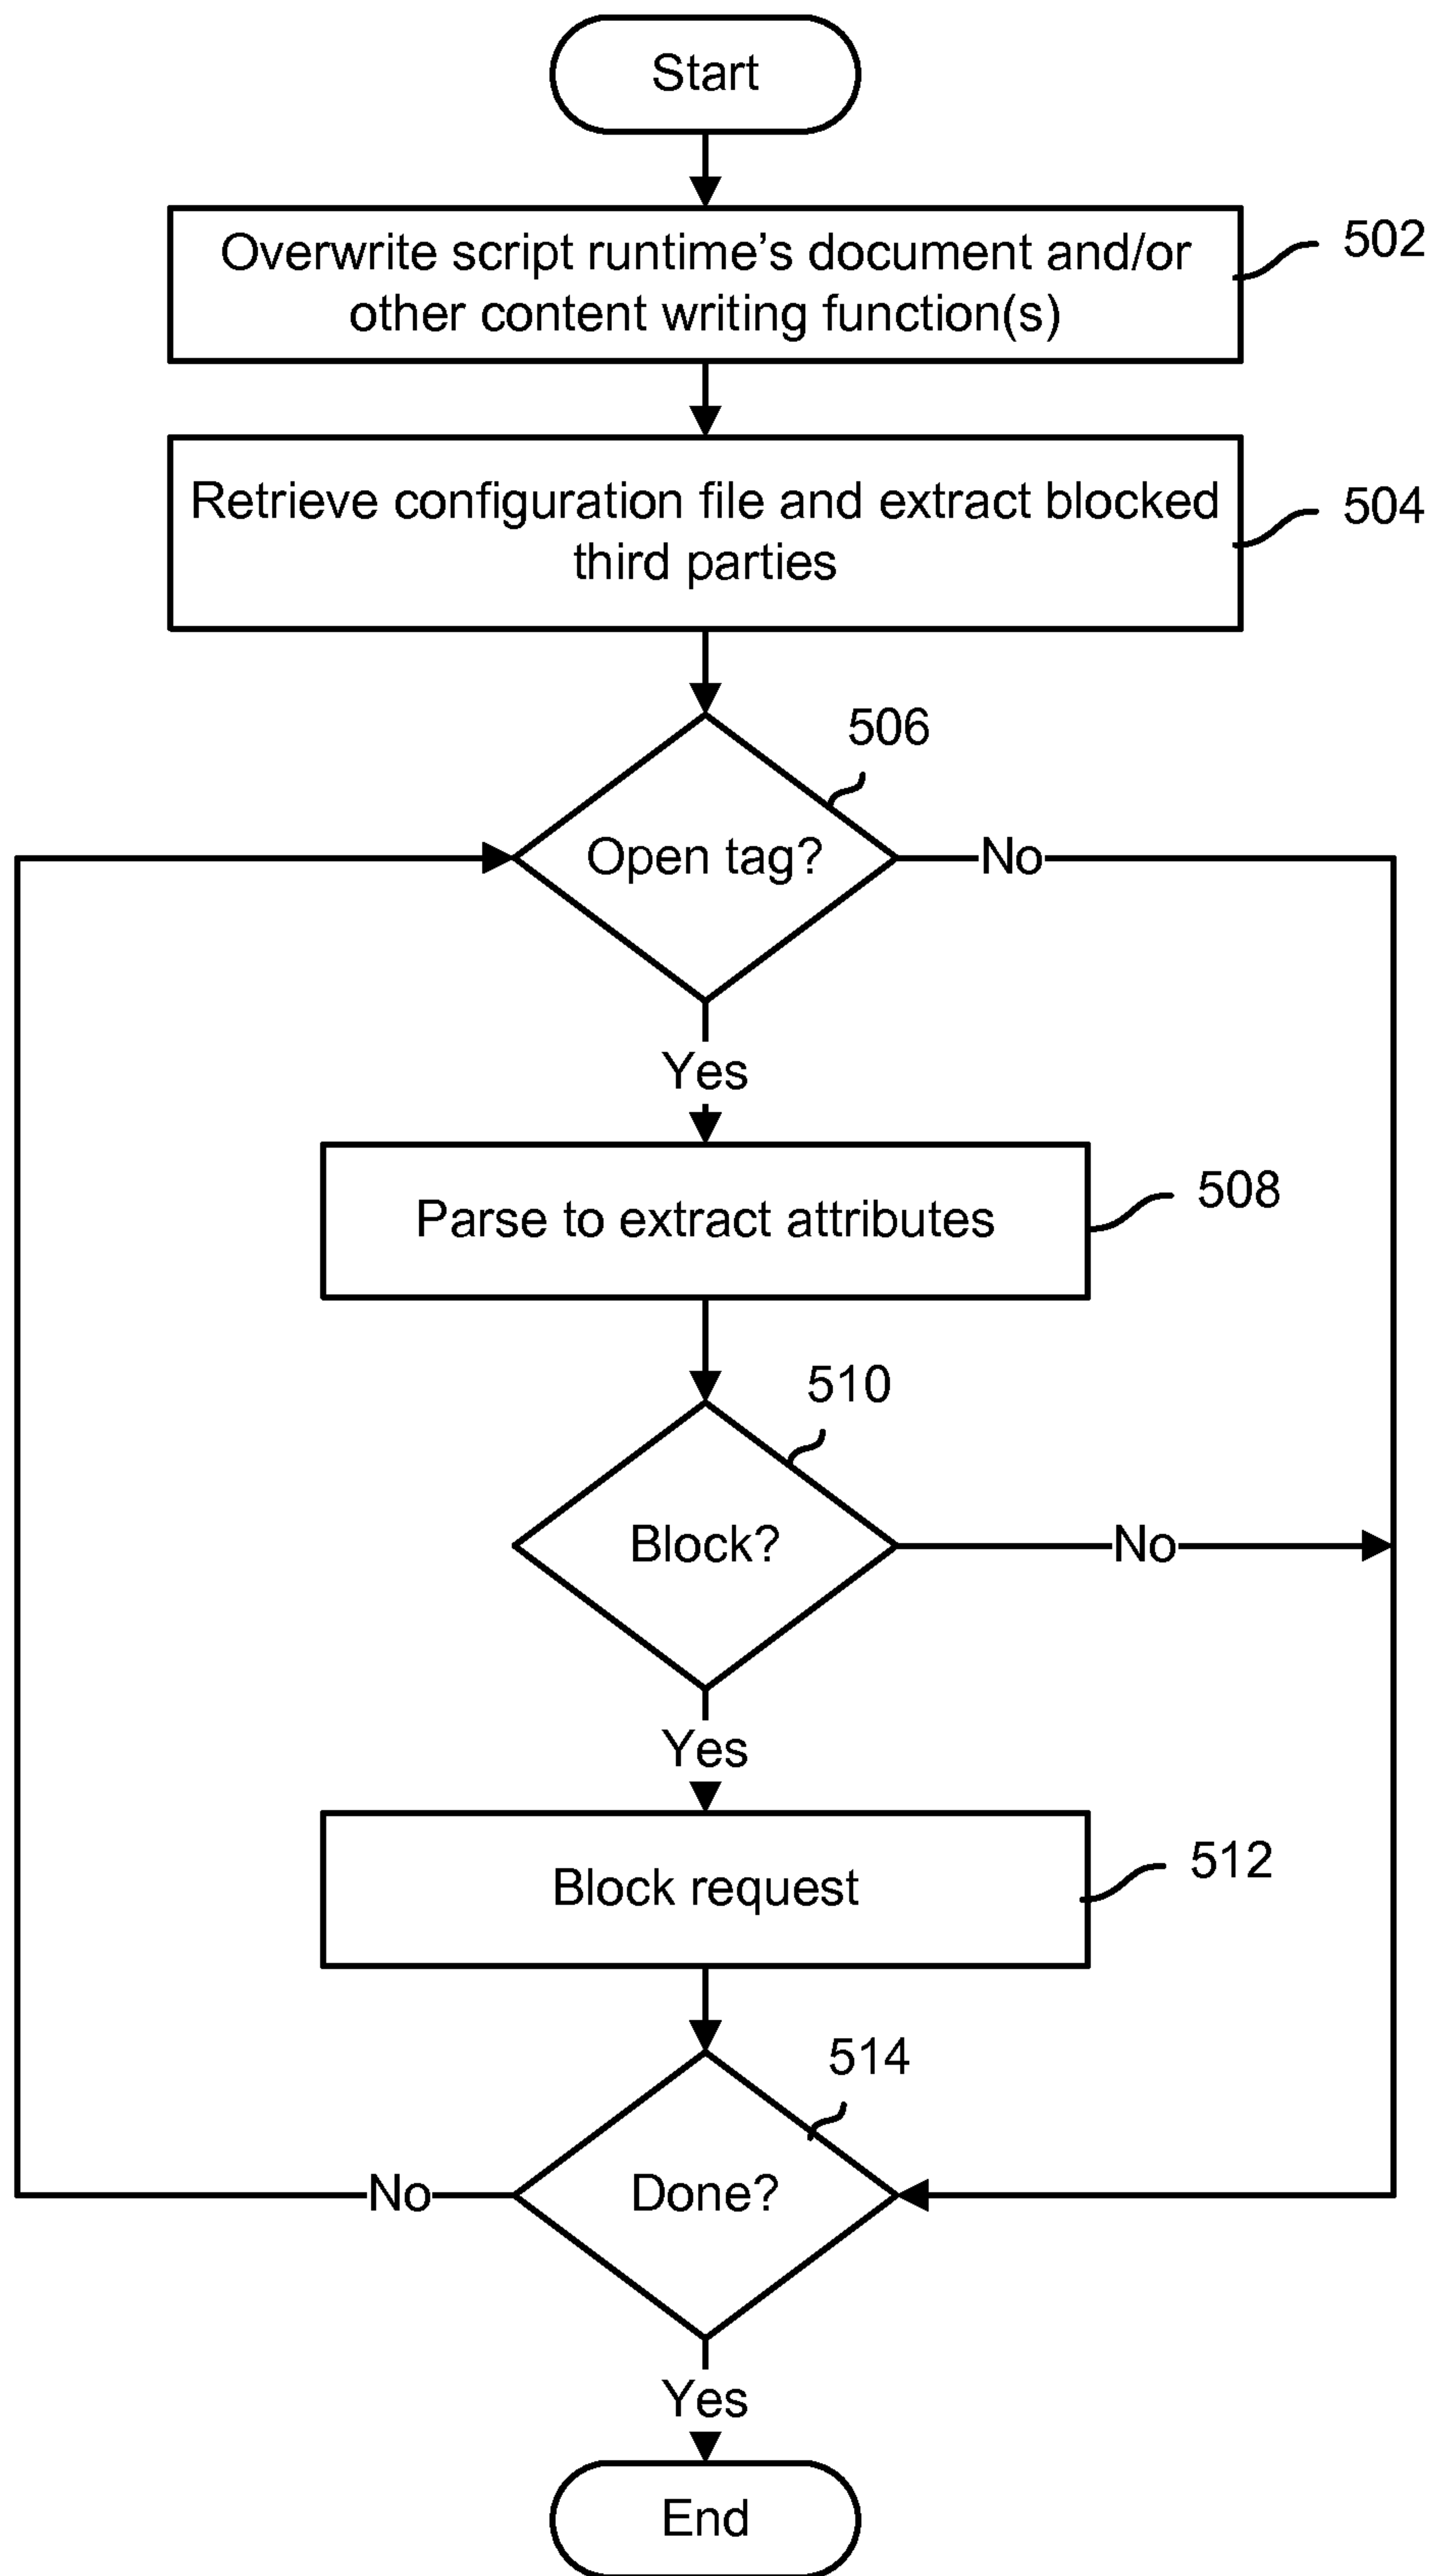 Start
Overwrite script runtime's document and/or
other content writing function(s)
502
Retrieve configuration file and extract blocked
third parties
504
506
Open tag?
No
Yes
Parse to extract attributes
508
510
Block?
No
Yes
Block request
512
514
Done?
No
Yes
End